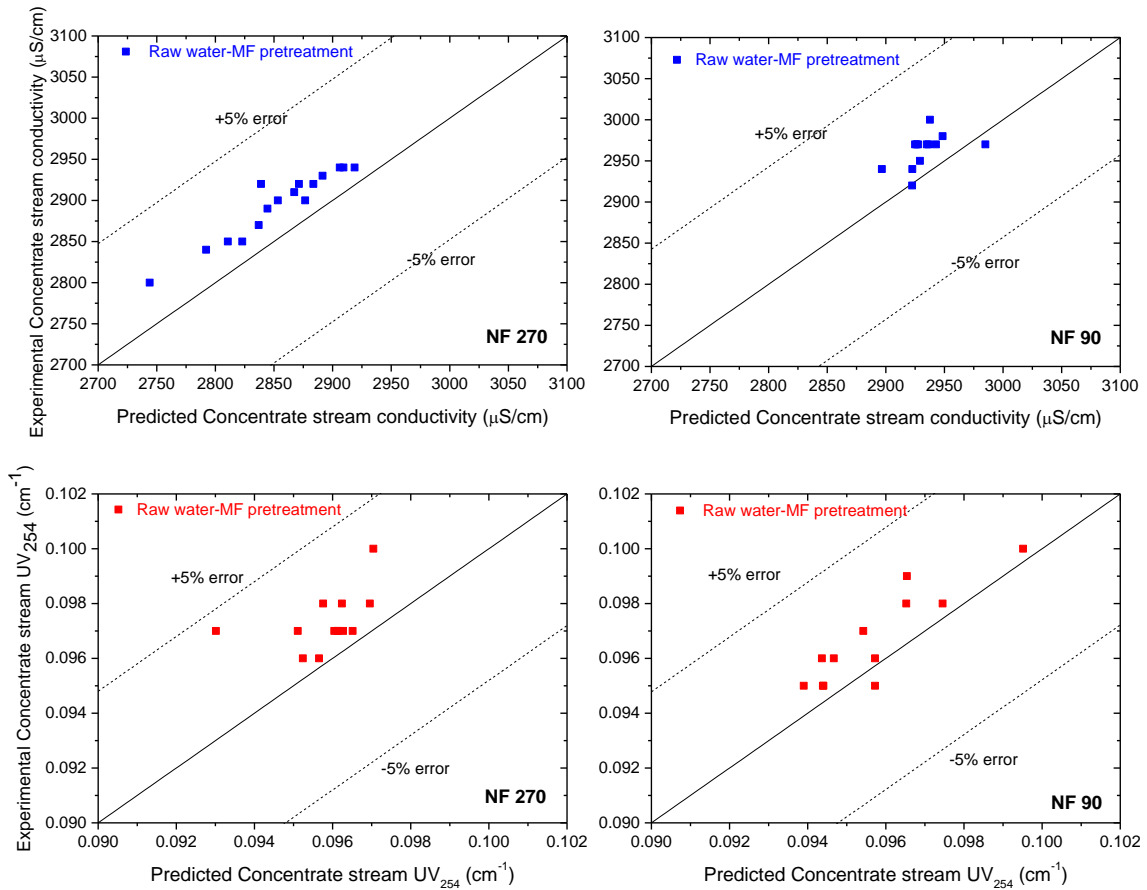 Experimental Concentrate stream conductivity (μS/cm)
3100
3050
3000
2950
2900
2850
2800
2750
2700
Raw water-MF pretreatment
+5% error
-5% error
NF 270
2700 2750 2800 2850 2900 2950 3000 3050 3100
Predicted Concentrate stream conductivity (μS/cm)
3100
3050
3000
2950
2900
2850
2800
2750
2700
Raw water-MF pretreatment
+5% error
-5% error
NF 90
2700 2750 2800 2850 2900 2950 3000 3050 3100
Predicted Concentrate stream conductivity (μS/cm)
Experimental Concentrate stream UV254 (cm-1)
0.102
0.100
0.098
0.096
0.094
0.092
0.090
Raw water-MF pretreatment
+5% error
-5% error
NF 270
0.090 0.092 0.094 0.096 0.098 0.100 0.102
Predicted Concentrate stream UV254 (cm-1)
0.102
0.100
0.098
0.096
0.094
0.092
0.090
Raw water-MF pretreatment
+5% error
-5% error
NF 90
0.090 0.092 0.094 0.096 0.098 0.100 0.102
Predicted Concentrate stream UV254 (cm-1)